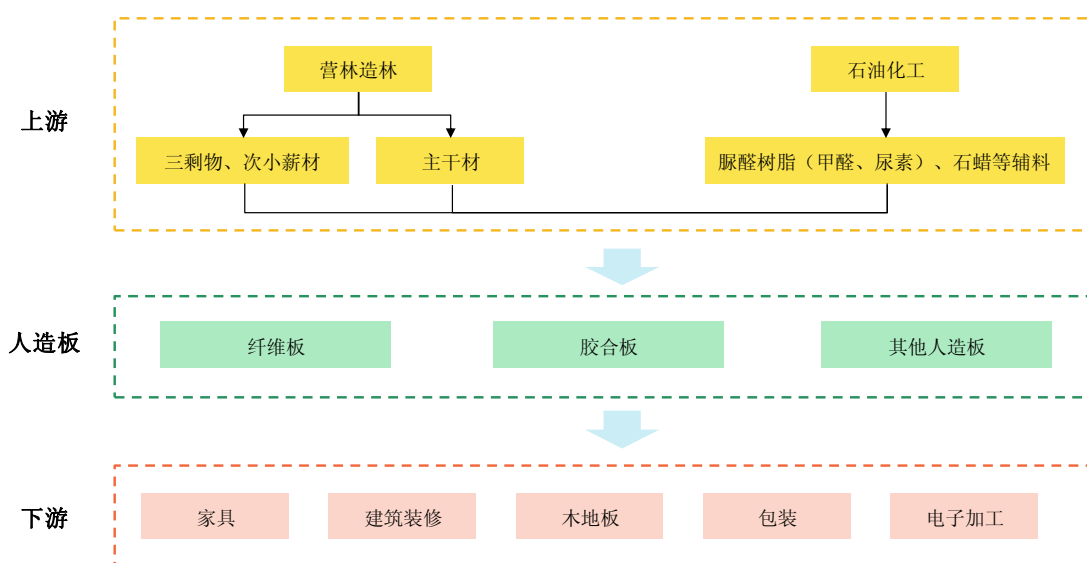 营林造林
石油化工
上游
三剩物、次小薪材
主干材
脲醛树脂（甲醛、尿素）、石蜡等辅料
人造板
纤维板
胶合板
其他人造板
下游
家具
建筑装修
木地板
包装
电子加工